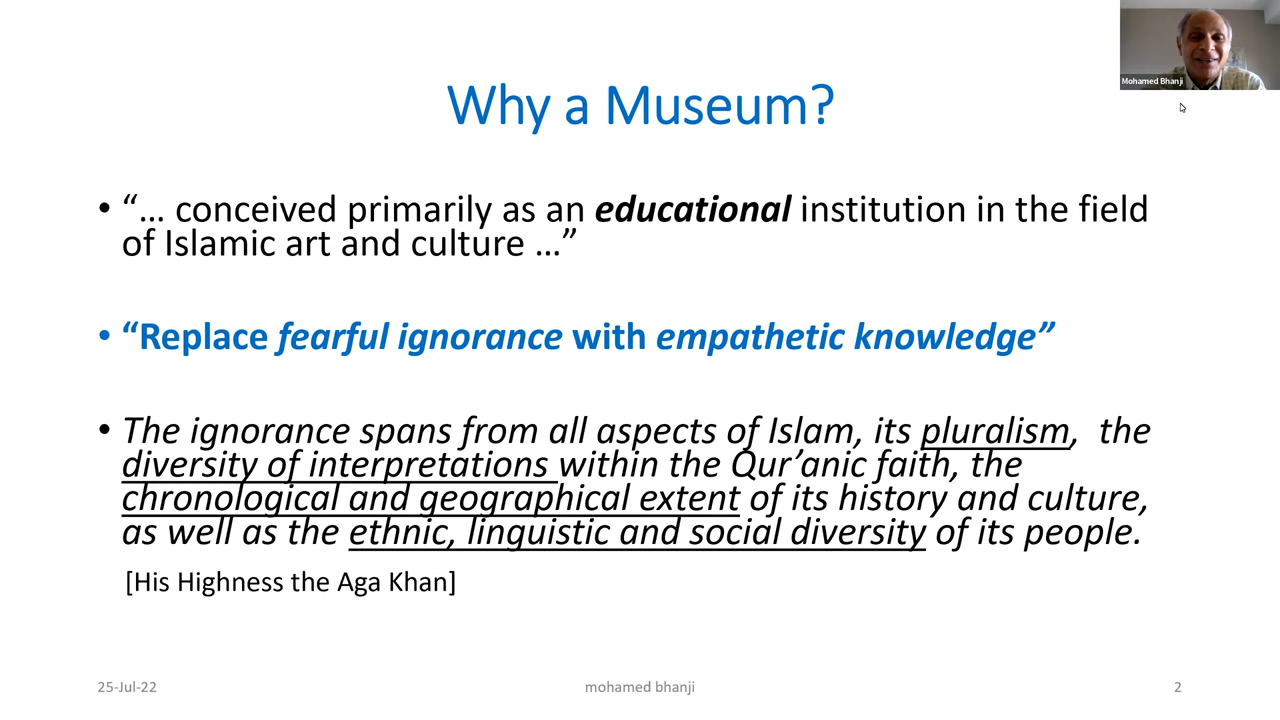 Mohamed Bhanji
Why a Museum?
• “… conceived primarily as an educational institution in the field
of Islamic art and culture …”
• “Replace fearful ignorance with empathetic knowledge”
• The ignorance spans from all aspects of Islam, its pluralism, the
diversity of interpretations within the Qur’anic faith, the
chronological and geographical extent of its history and culture,
as well as the ethnic, linguistic and social diversity of its people.
[His Highness the Aga Khan]
25-Jul-22
mohamed bhanji
2